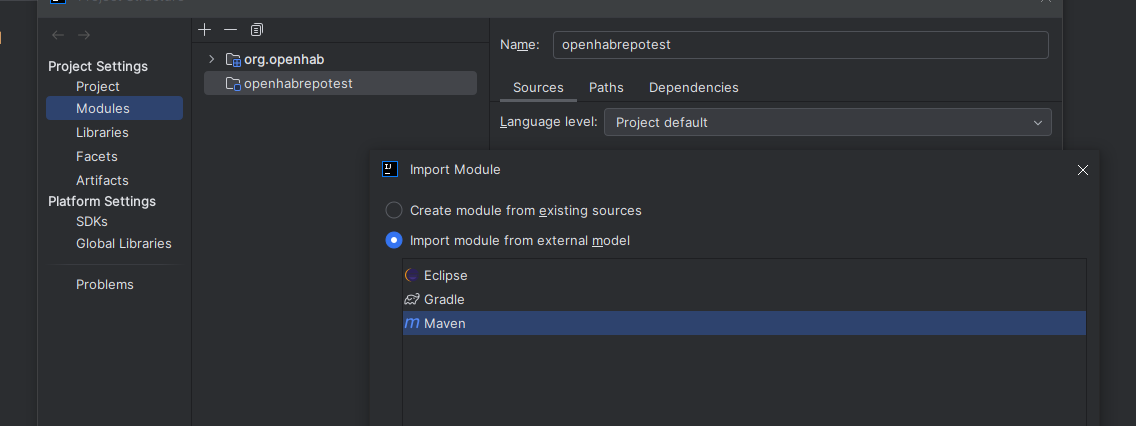 Project Settings
Project
Modules
Libraries
Facets
Artifacts
Platform Settings
SDKs
Global Libraries
Problems
org.openhab
openhabrepotest
Name: openhabrepotest
Sources Paths Dependencies
Language level: Project default
IJ Import Module
Create module from existing sources
Import module from external model
Eclipse
Gradle
m Maven